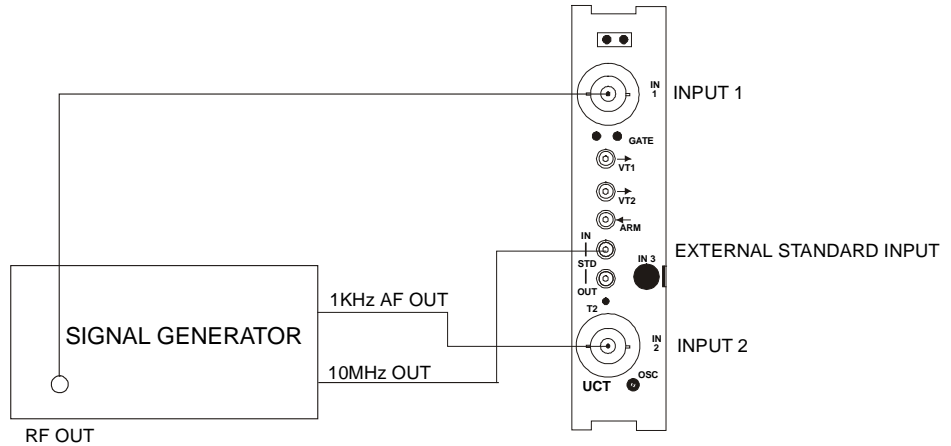 IN
1
INPUT 1
GATE
VT1
VT2
ARM
IN
STD
OUT
IN 3
EXTERNAL STANDARD INPUT
T2
IN
2
INPUT 2
OSC
UCT
1KHz AF OUT
SIGNAL GENERATOR
10MHz OUT
RF OUT